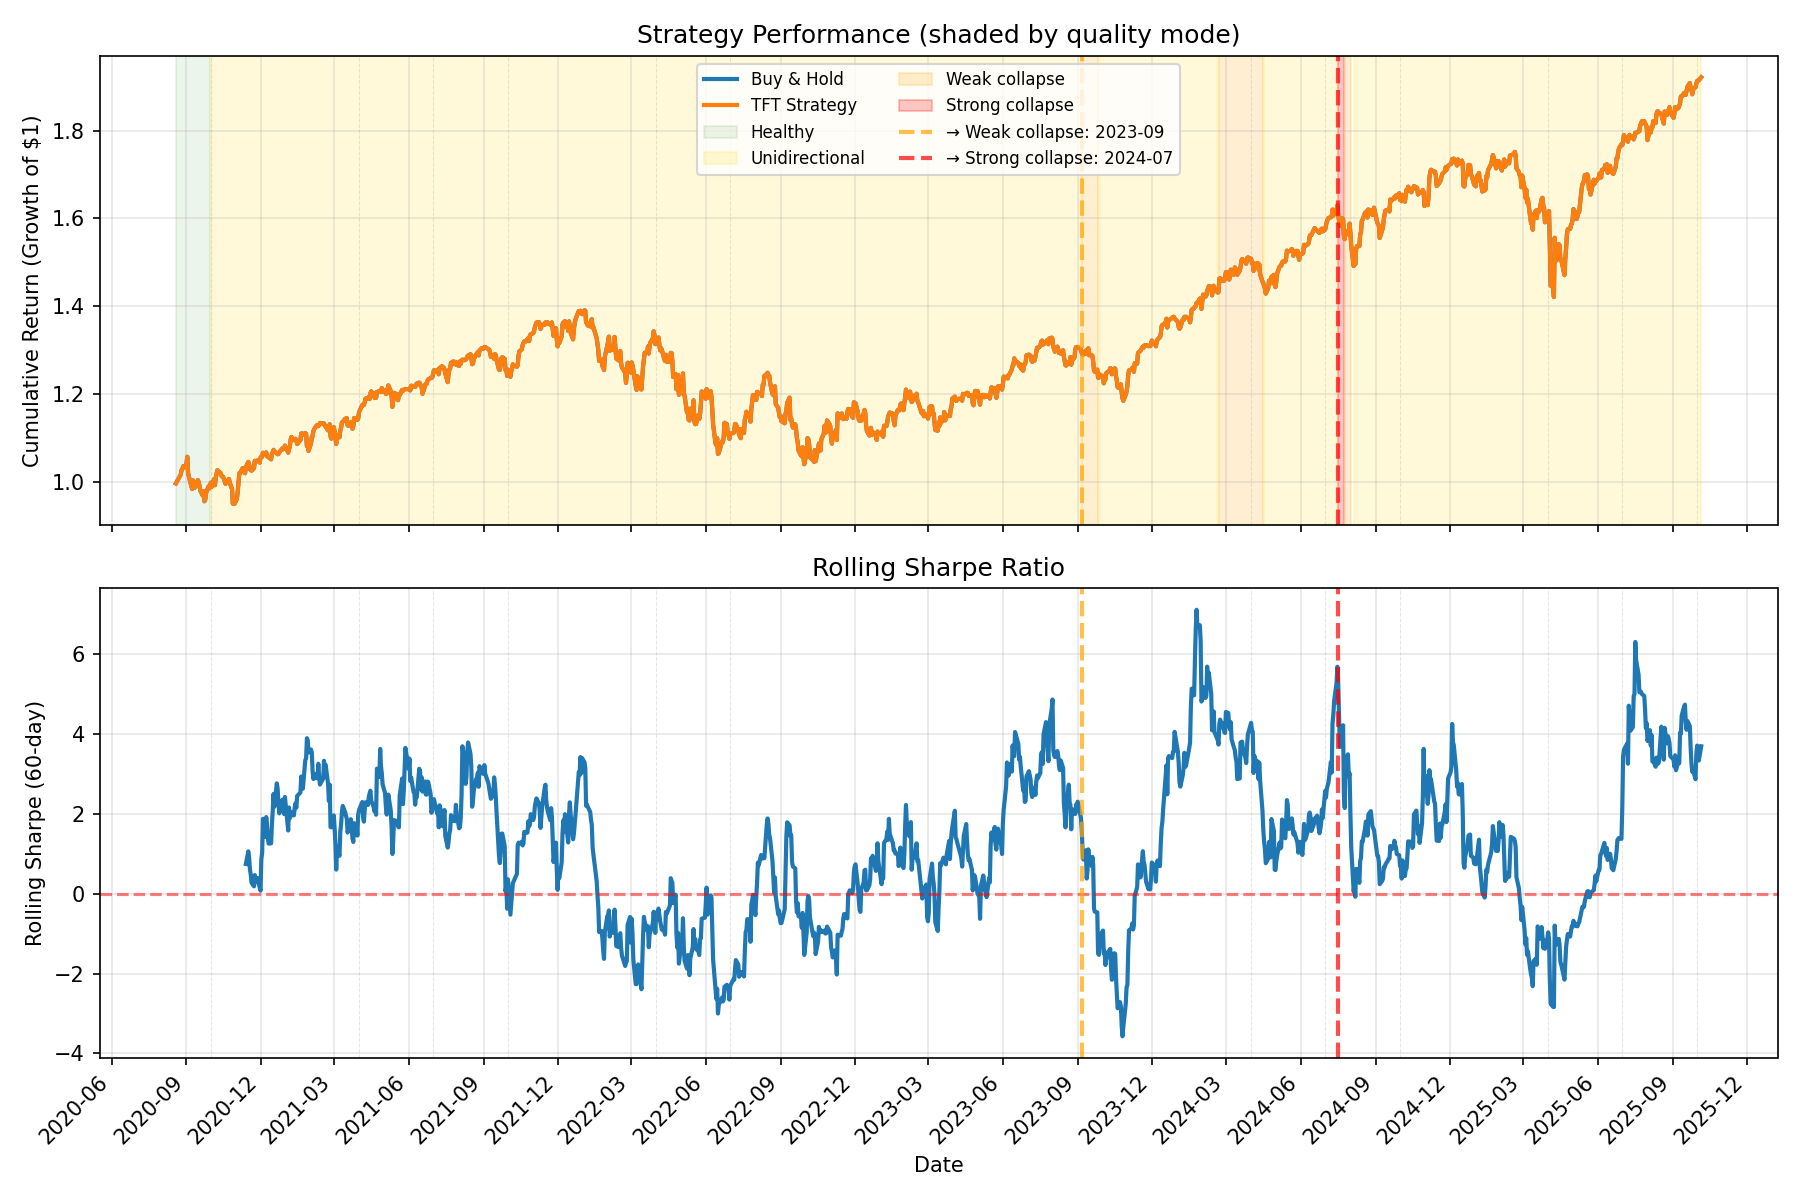 Strategy Performance (shaded by quality mode)
Cumulative Return (Growth of $1)
1.8
1.6
1.4
1.2
1.0
Buy & Hold
TFT Strategy
Healthy
Unidirectional
Weak collapse
Strong collapse
→ Weak collapse: 2023-09
→ Strong collapse: 2024-07
Rolling Sharpe Ratio
Rolling Sharpe (60-day)
6
4
2
0
−2
−4
2020-06
2020-09
2020-12
2021-03
2021-06
2021-09
2021-12
2022-03
2022-06
2022-09
2022-12
2023-03
2023-06
2023-09
2023-12
2024-03
2024-06
2024-09
2024-12
2025-03
2025-06
2025-09
2025-12
Date